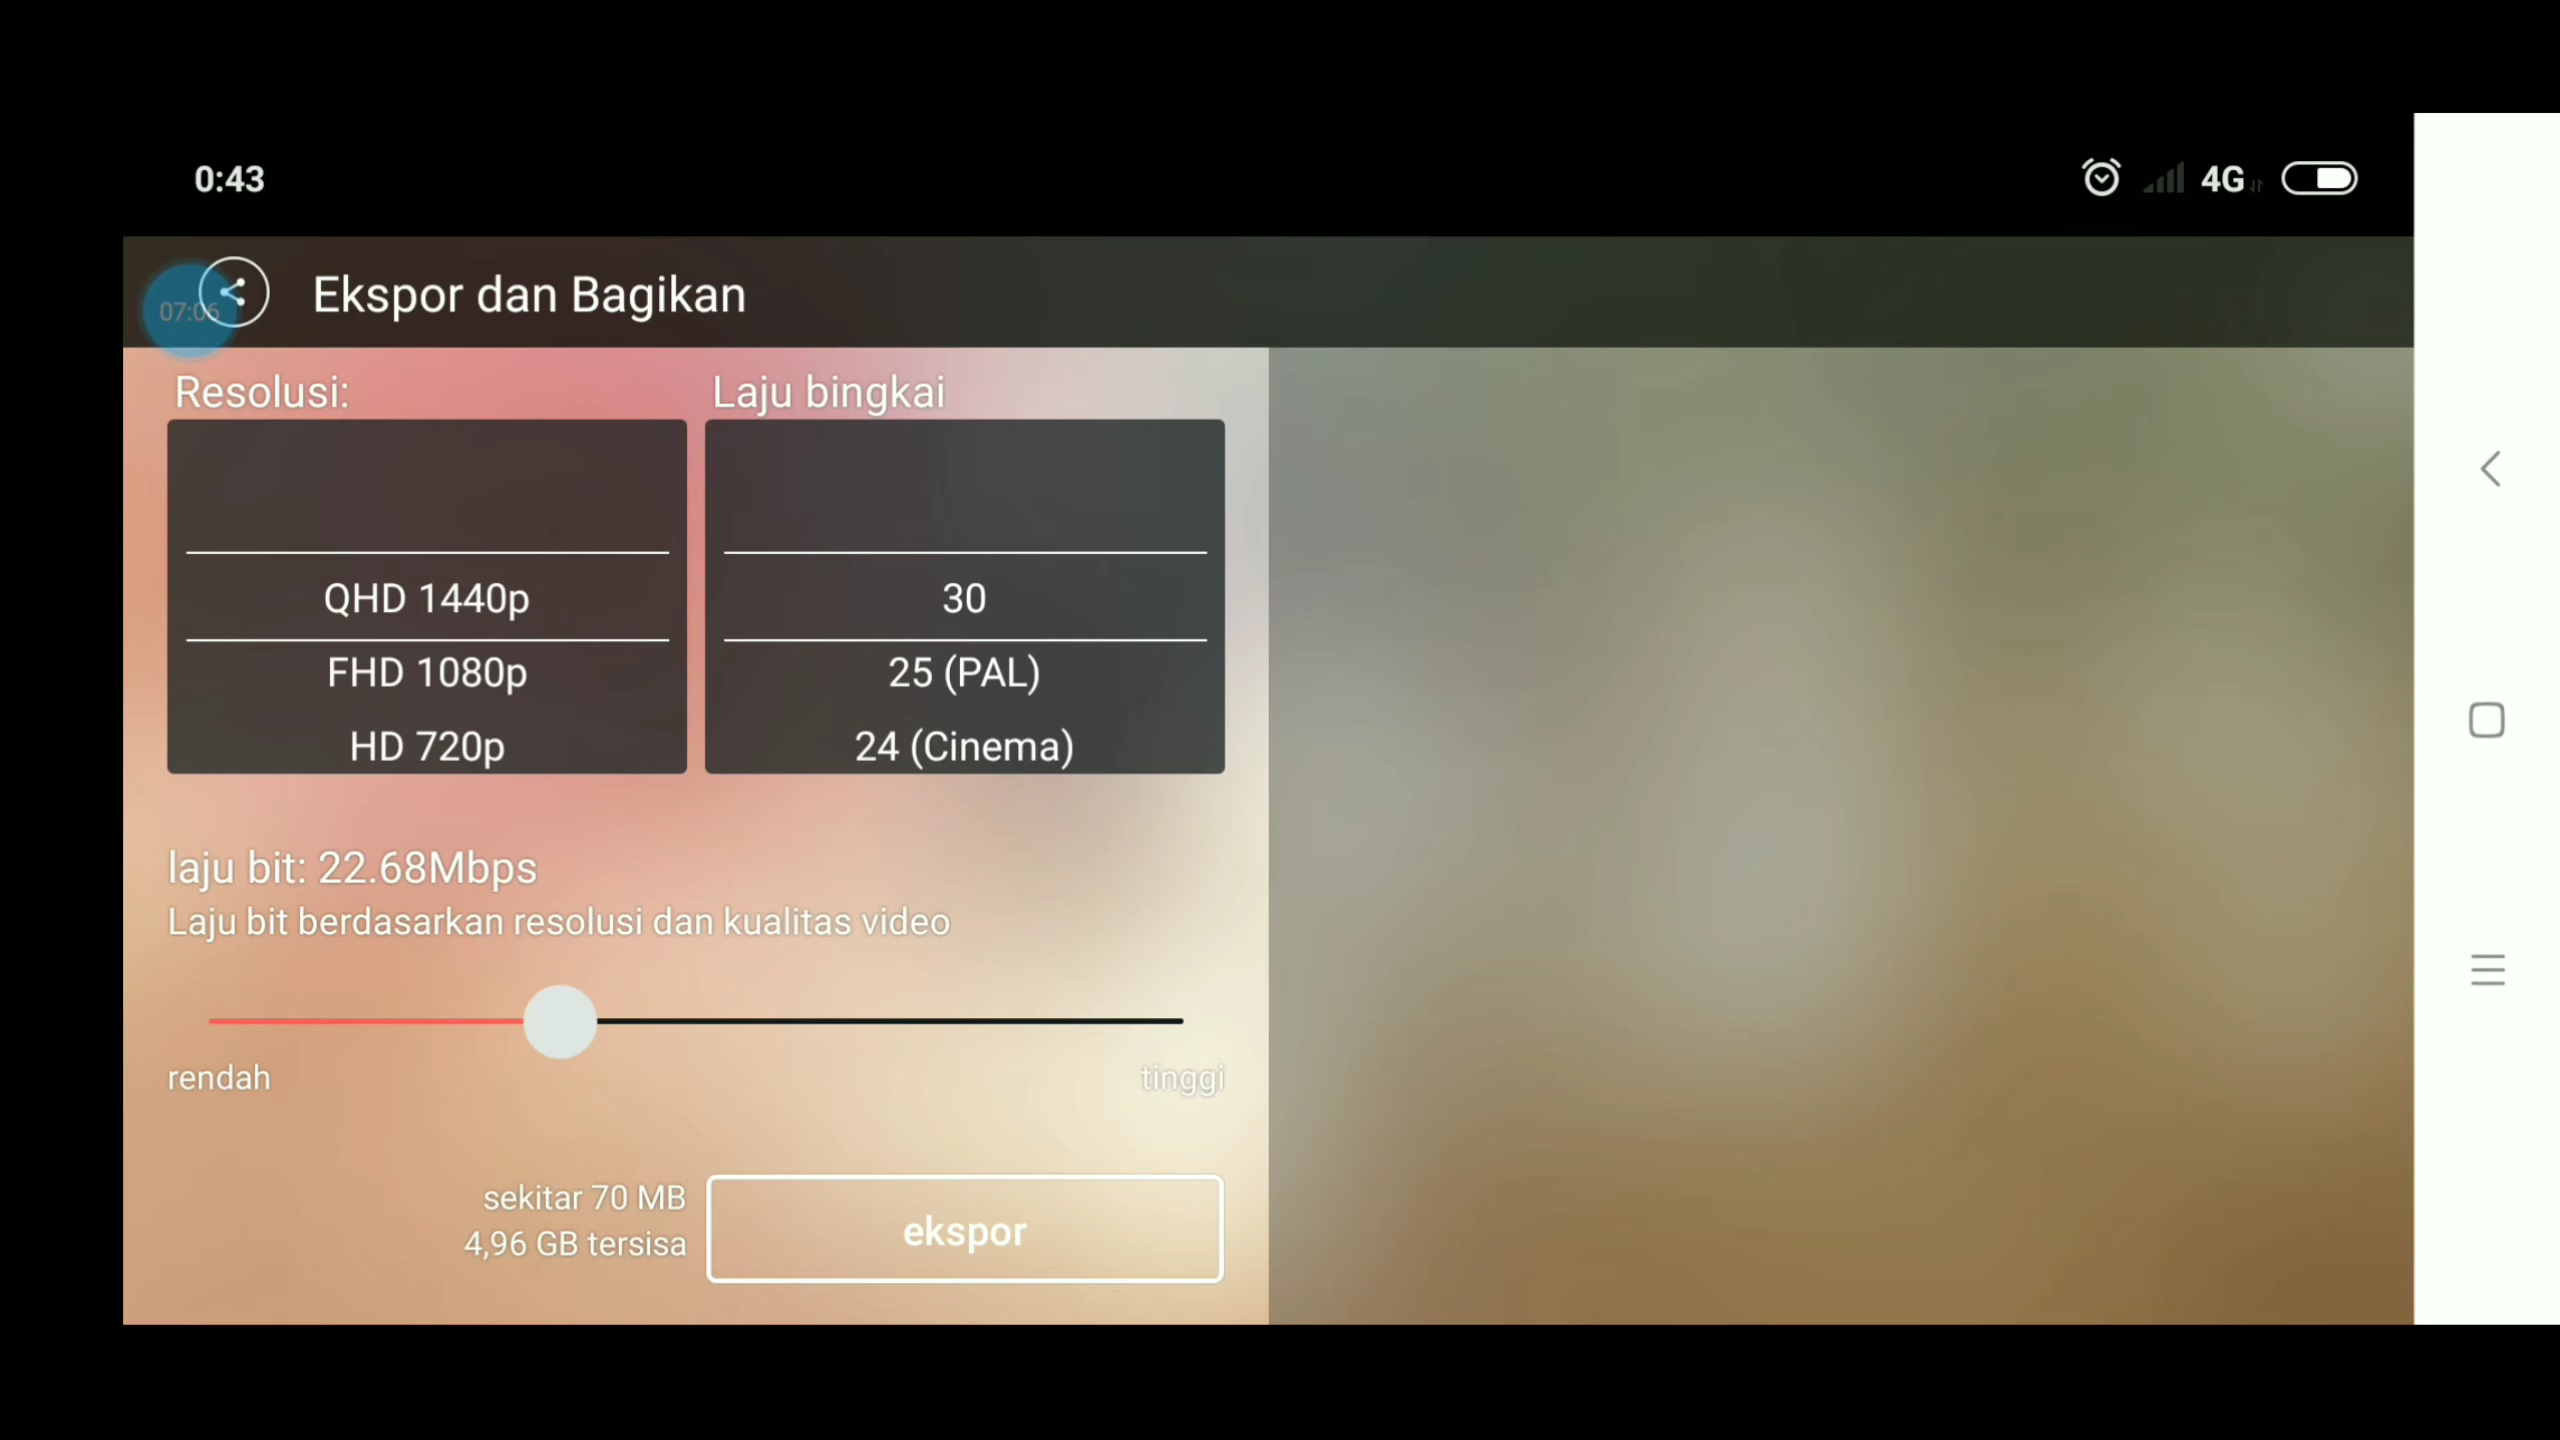 0:43
4G
07:06
Ekspor dan Bagikan
Resolusi:
Laju bingkai
QHD 1440p
30
FHD 1080p
25 (PAL)
HD 720p
24 (Cinema)
laju bit: 22.68Mbps
Laju bit berdasarkan resolusi dan kualitas video
rendah
tinggi
sekitar 70 MB
4,96 GB tersisa
ekspor